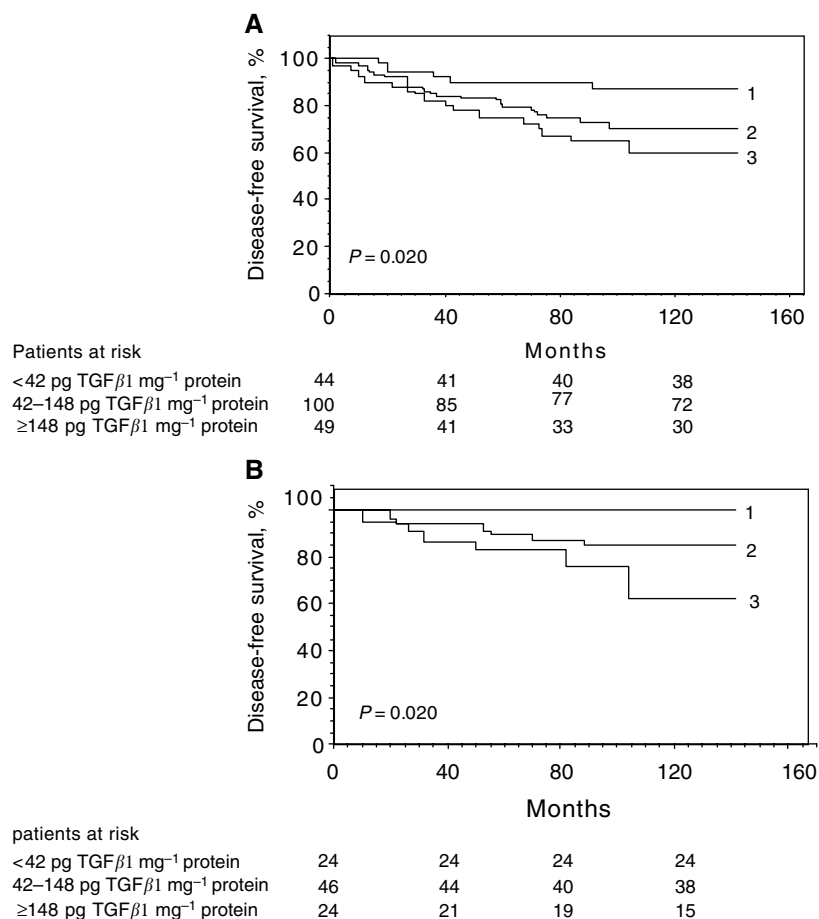 A
Disease-free survival, %
100
80
60
40
20
0
1
2
3
P = 0.020
0 40 80 120 160
Months
Patients at risk
<42 pg TGFβ1 mg⁻¹ protein 44 41 40 38
42–148 pg TGFβ1 mg⁻¹ protein 100 85 77 72
≥148 pg TGFβ1 mg⁻¹ protein 49 41 33 30
B
Disease-free survival, %
100
80
60
40
20
0
1
2
3
P = 0.020
0 40 80 120 160
Months
patients at risk
<42 pg TGFβ1 mg⁻¹ protein 24 24 24 24
42–148 pg TGFβ1 mg⁻¹ protein 46 44 40 38
≥148 pg TGFβ1 mg⁻¹ protein 24 21 19 15